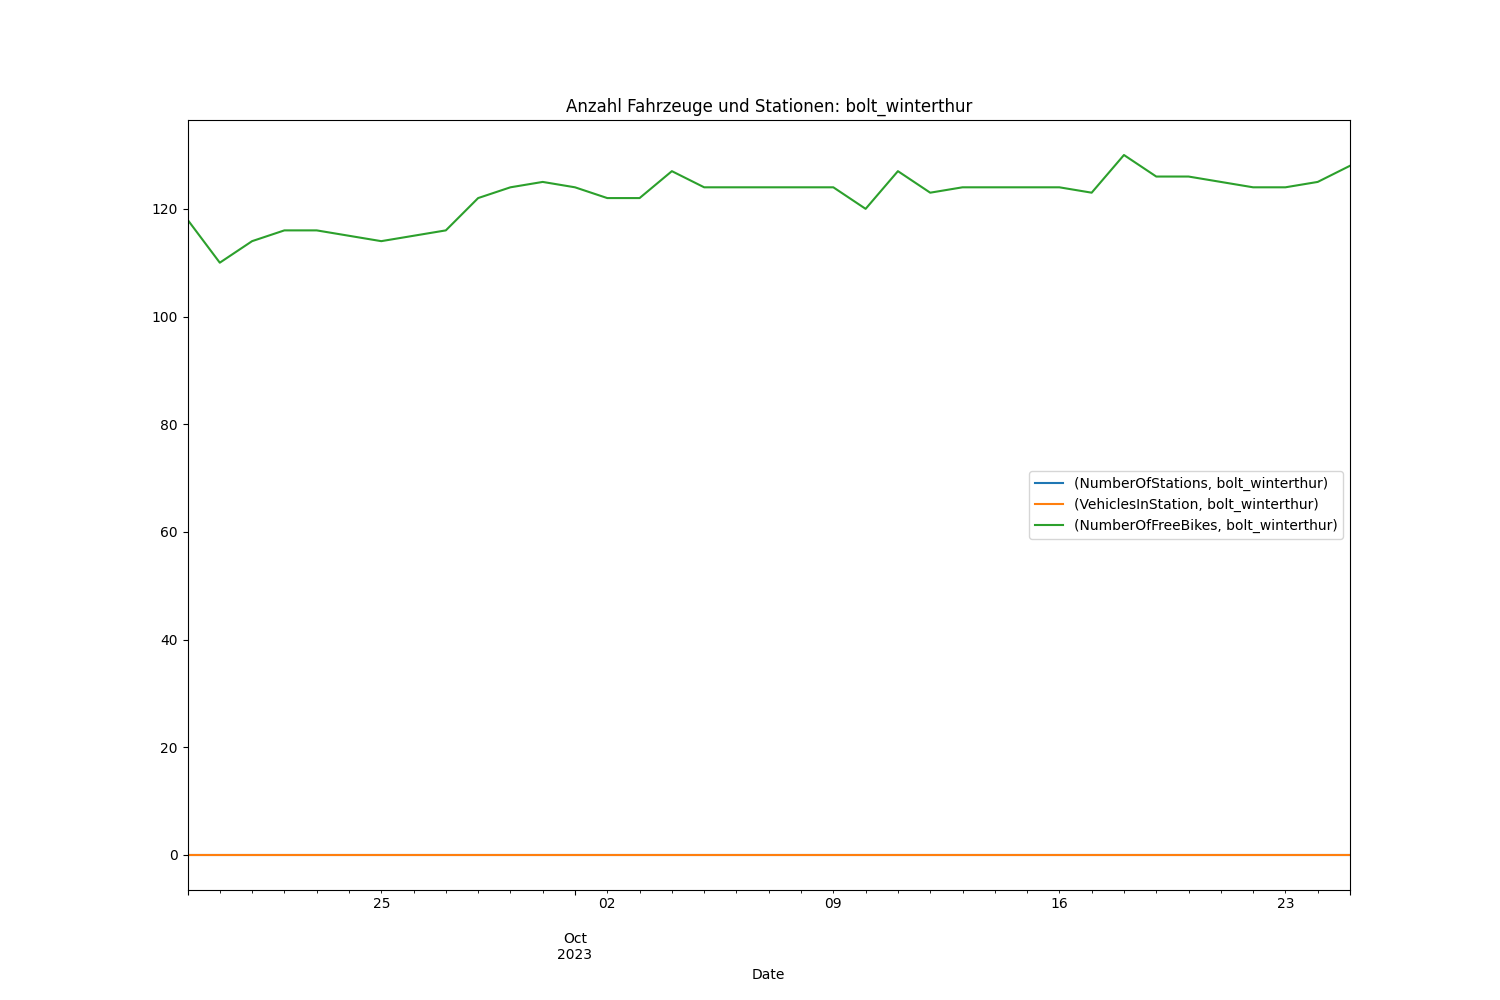 Anzahl Fahrzeuge und Stationen: bolt_winterthur
120
100
80
60
40
20
0
(NumberOfStations, bolt_winterthur)
(VehiclesInStation, bolt_winterthur)
(NumberOfFreeBikes, bolt_winterthur)
25 02 09 16 23
Oct
2023
Date